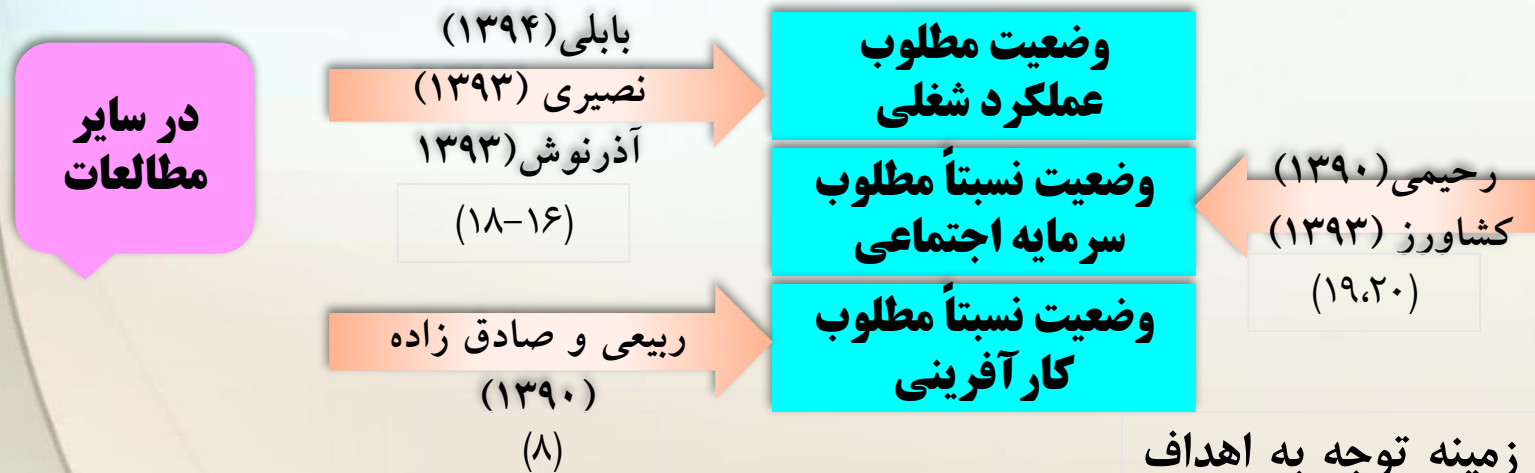 در سایر
مطالعات
بابلی(۱۳۹۴)
نصیری (۱۳۹۳)
آذرنوش(۱۳۹۳
(۱۶-۱۸)
وضعیت مطلوب
عملکرد شغلی
رحیمی(۱۳۹۰)
کشاورز (۱۳۹۳)
(۱۹،۲۰)
وضعیت نسبتاً مطلوب
سرمایه اجتماعی
ربیعی و صادق زاده
(۱۳۹۰)
(۸)
وضعیت نسبتاً مطلوب
کارآفرینی
زمینه توجه به اهداف